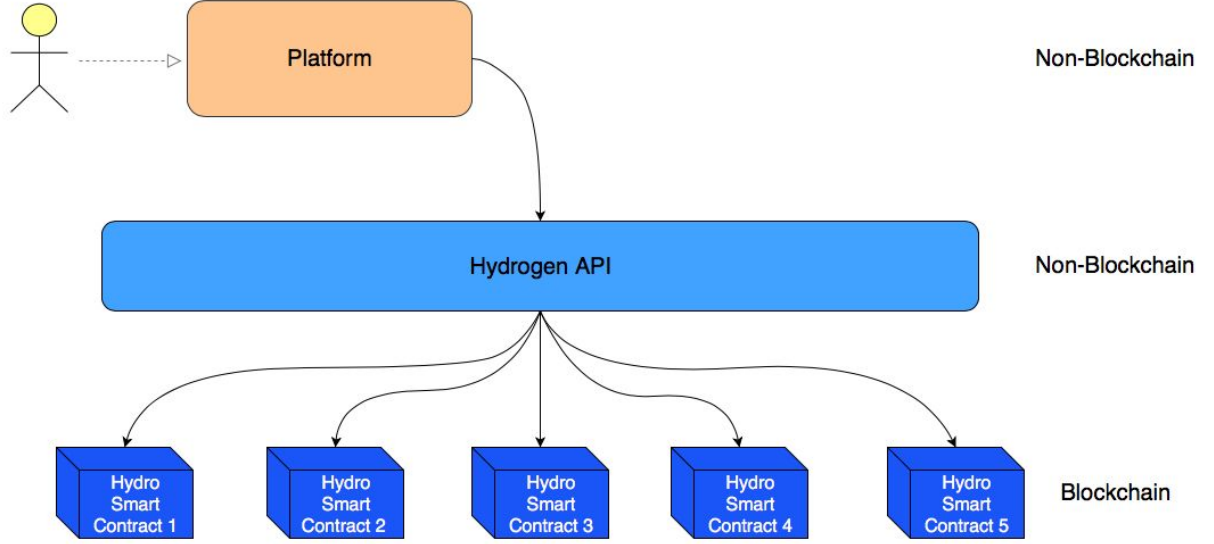 Platform
Non-Blockchain
Hydrogen API
Non-Blockchain
Hydro
Smart
Contract 1
Hydro
Smart
Contract 2
Hydro
Smart
Contract 3
Hydro
Smart
Contract 4
Hydro
Smart
Contract 5
Blockchain